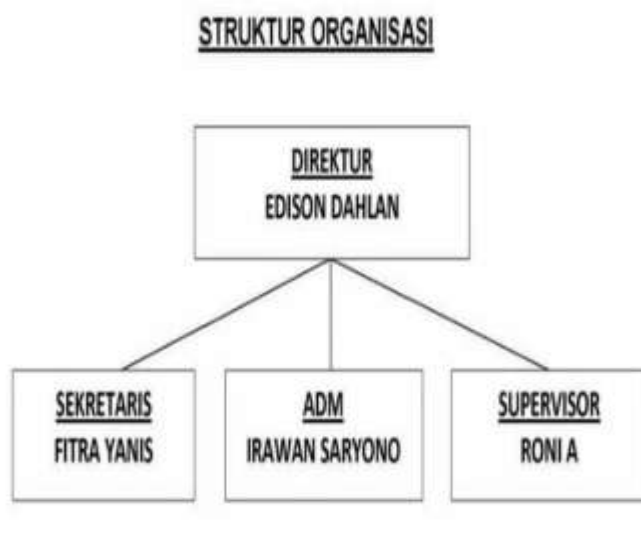 STRUKTUR ORGANISASI
DIREKTUR
EDISON DAHLAN
SEKRETARIS
FITRA YANIS
ADM
IRAWAN SARYONO
SUPERVISOR
RONI A